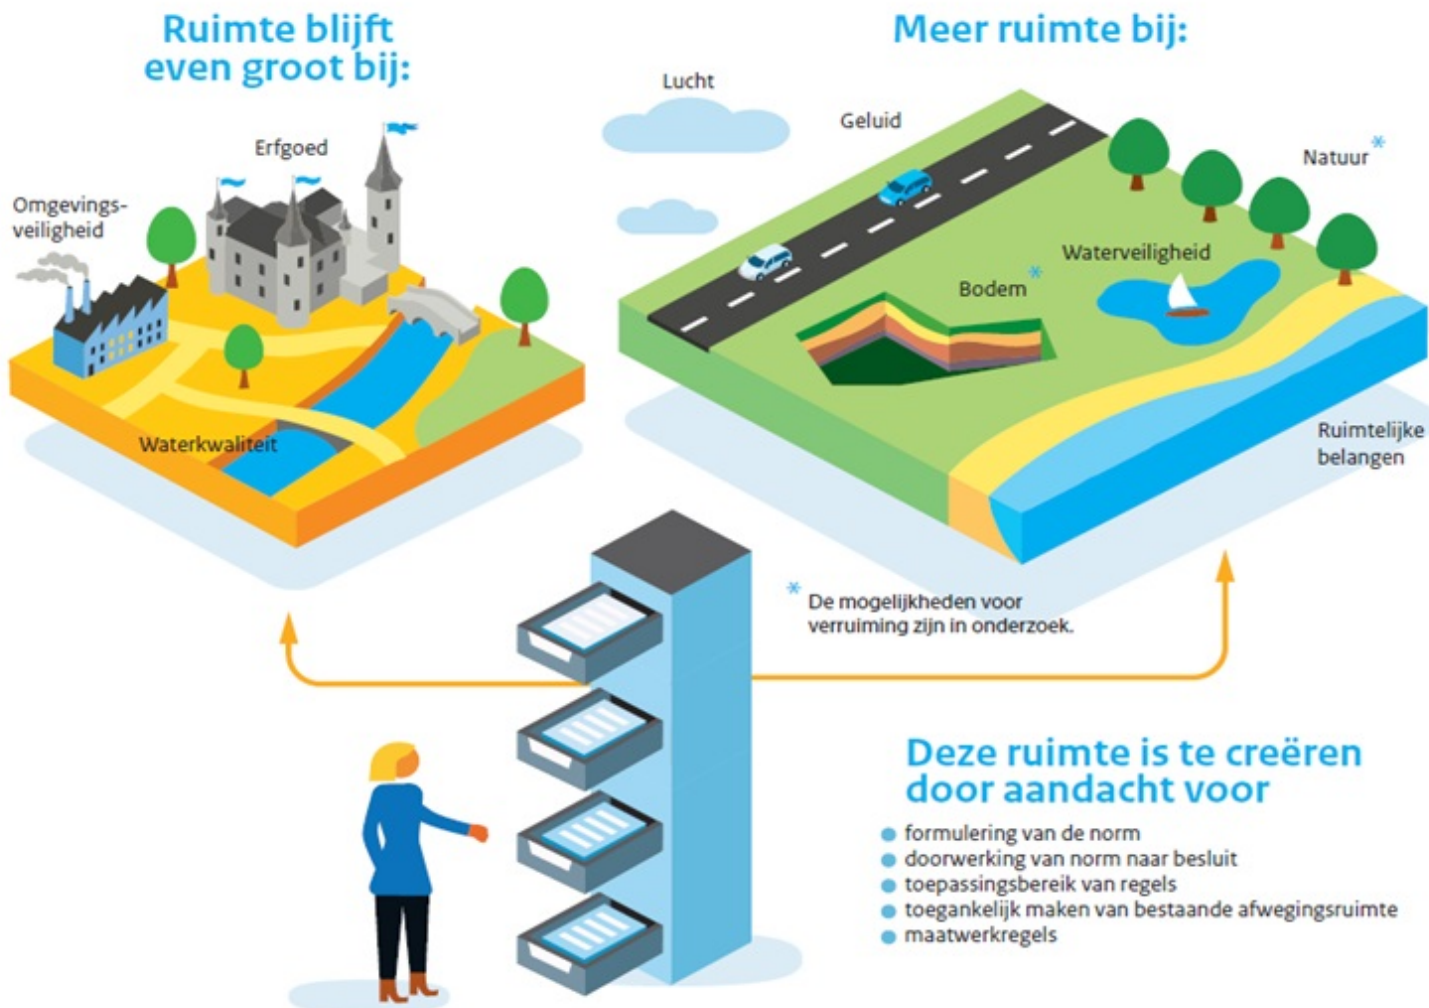 Ruimte blijft
even groot bij:
Erfgoed
Omgevings-
veiligheid
Waterkwaliteit
Meer ruimte bij:
Lucht
Geluid
Natuur *
Waterveiligheid
Bodem *
Ruimtelijke
belangen
* De mogelijkheden voor
verruiming zijn in onderzoek.
Deze ruimte is te creëren
door aandacht voor
● formulering van de norm
● doorwerking van norm naar besluit
● toepassingsbereik van regels
● toegankelijk maken van bestaande afwegingsruimte
● maatwerkregels